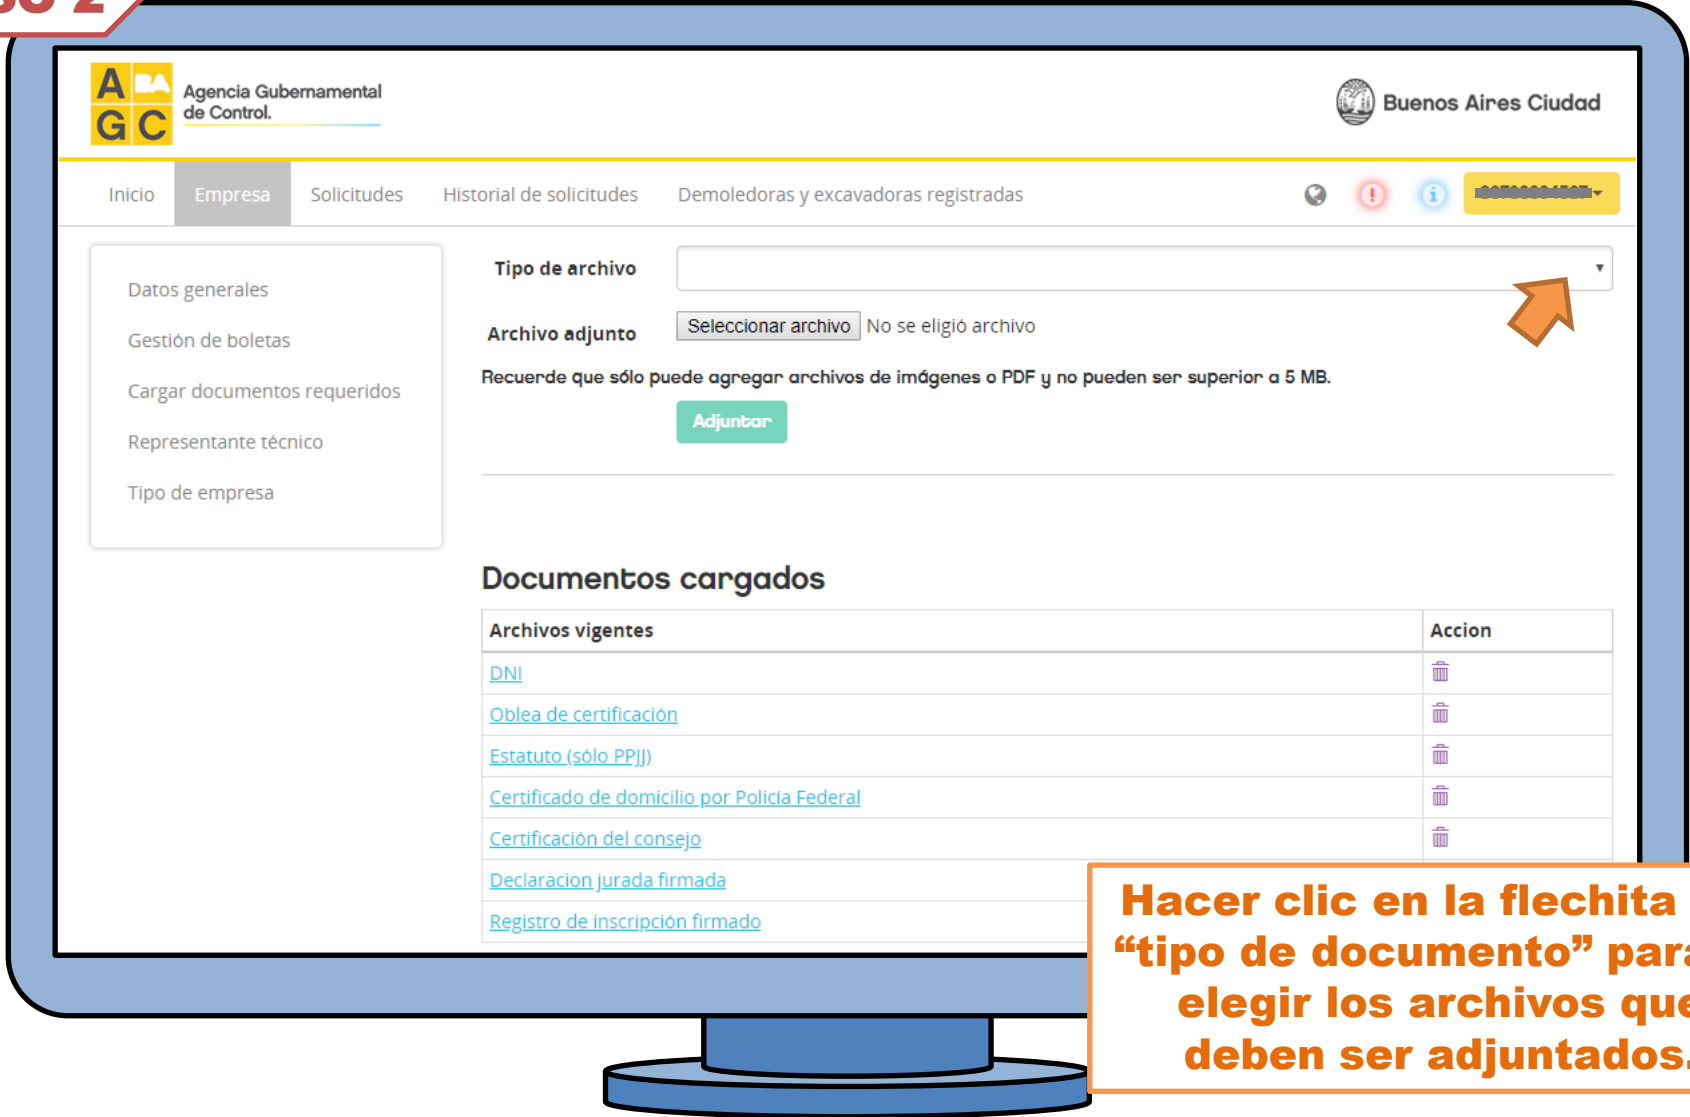 A BA
G C
Agencia Gubernamental
de Control.
Buenos Aires Ciudad
Inicio Empresa Solicitudes Historial de solicitudes Demoledoras y excavadoras registradas
Datos generales
Gestión de boletas
Cargar documentos requeridos
Representante técnico
Tipo de empresa
Tipo de archivo
Archivo adjunto Seleccionar archivo No se eligió archivo
Recuerde que sólo puede agregar archivos de imágenes o PDF y no pueden ser superior a 5 MB.
Adjuntar
Documentos cargados
Archivos vigentes Accion
DNI
Oblea de certificación
Estatuto (sólo PPJJ)
Certificado de domicilio por Policía Federal
Certificación del consejo
Declaracion jurada firmada
Registro de inscripción firmado
Hacer clic en la flechita
“tipo de documento” para
elegir los archivos que
deben ser adjuntados.